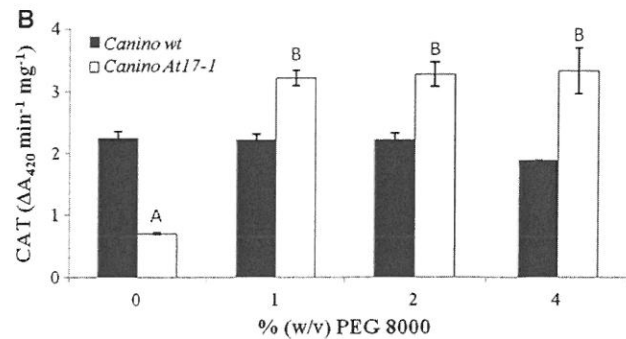 B
4
3
2
1
0
CAT (ΔA420 min-1 mg-1)
Canino wt
Canino At17-1
A
B
B
B
0
1
2
4
% (w/v) PEG 8000